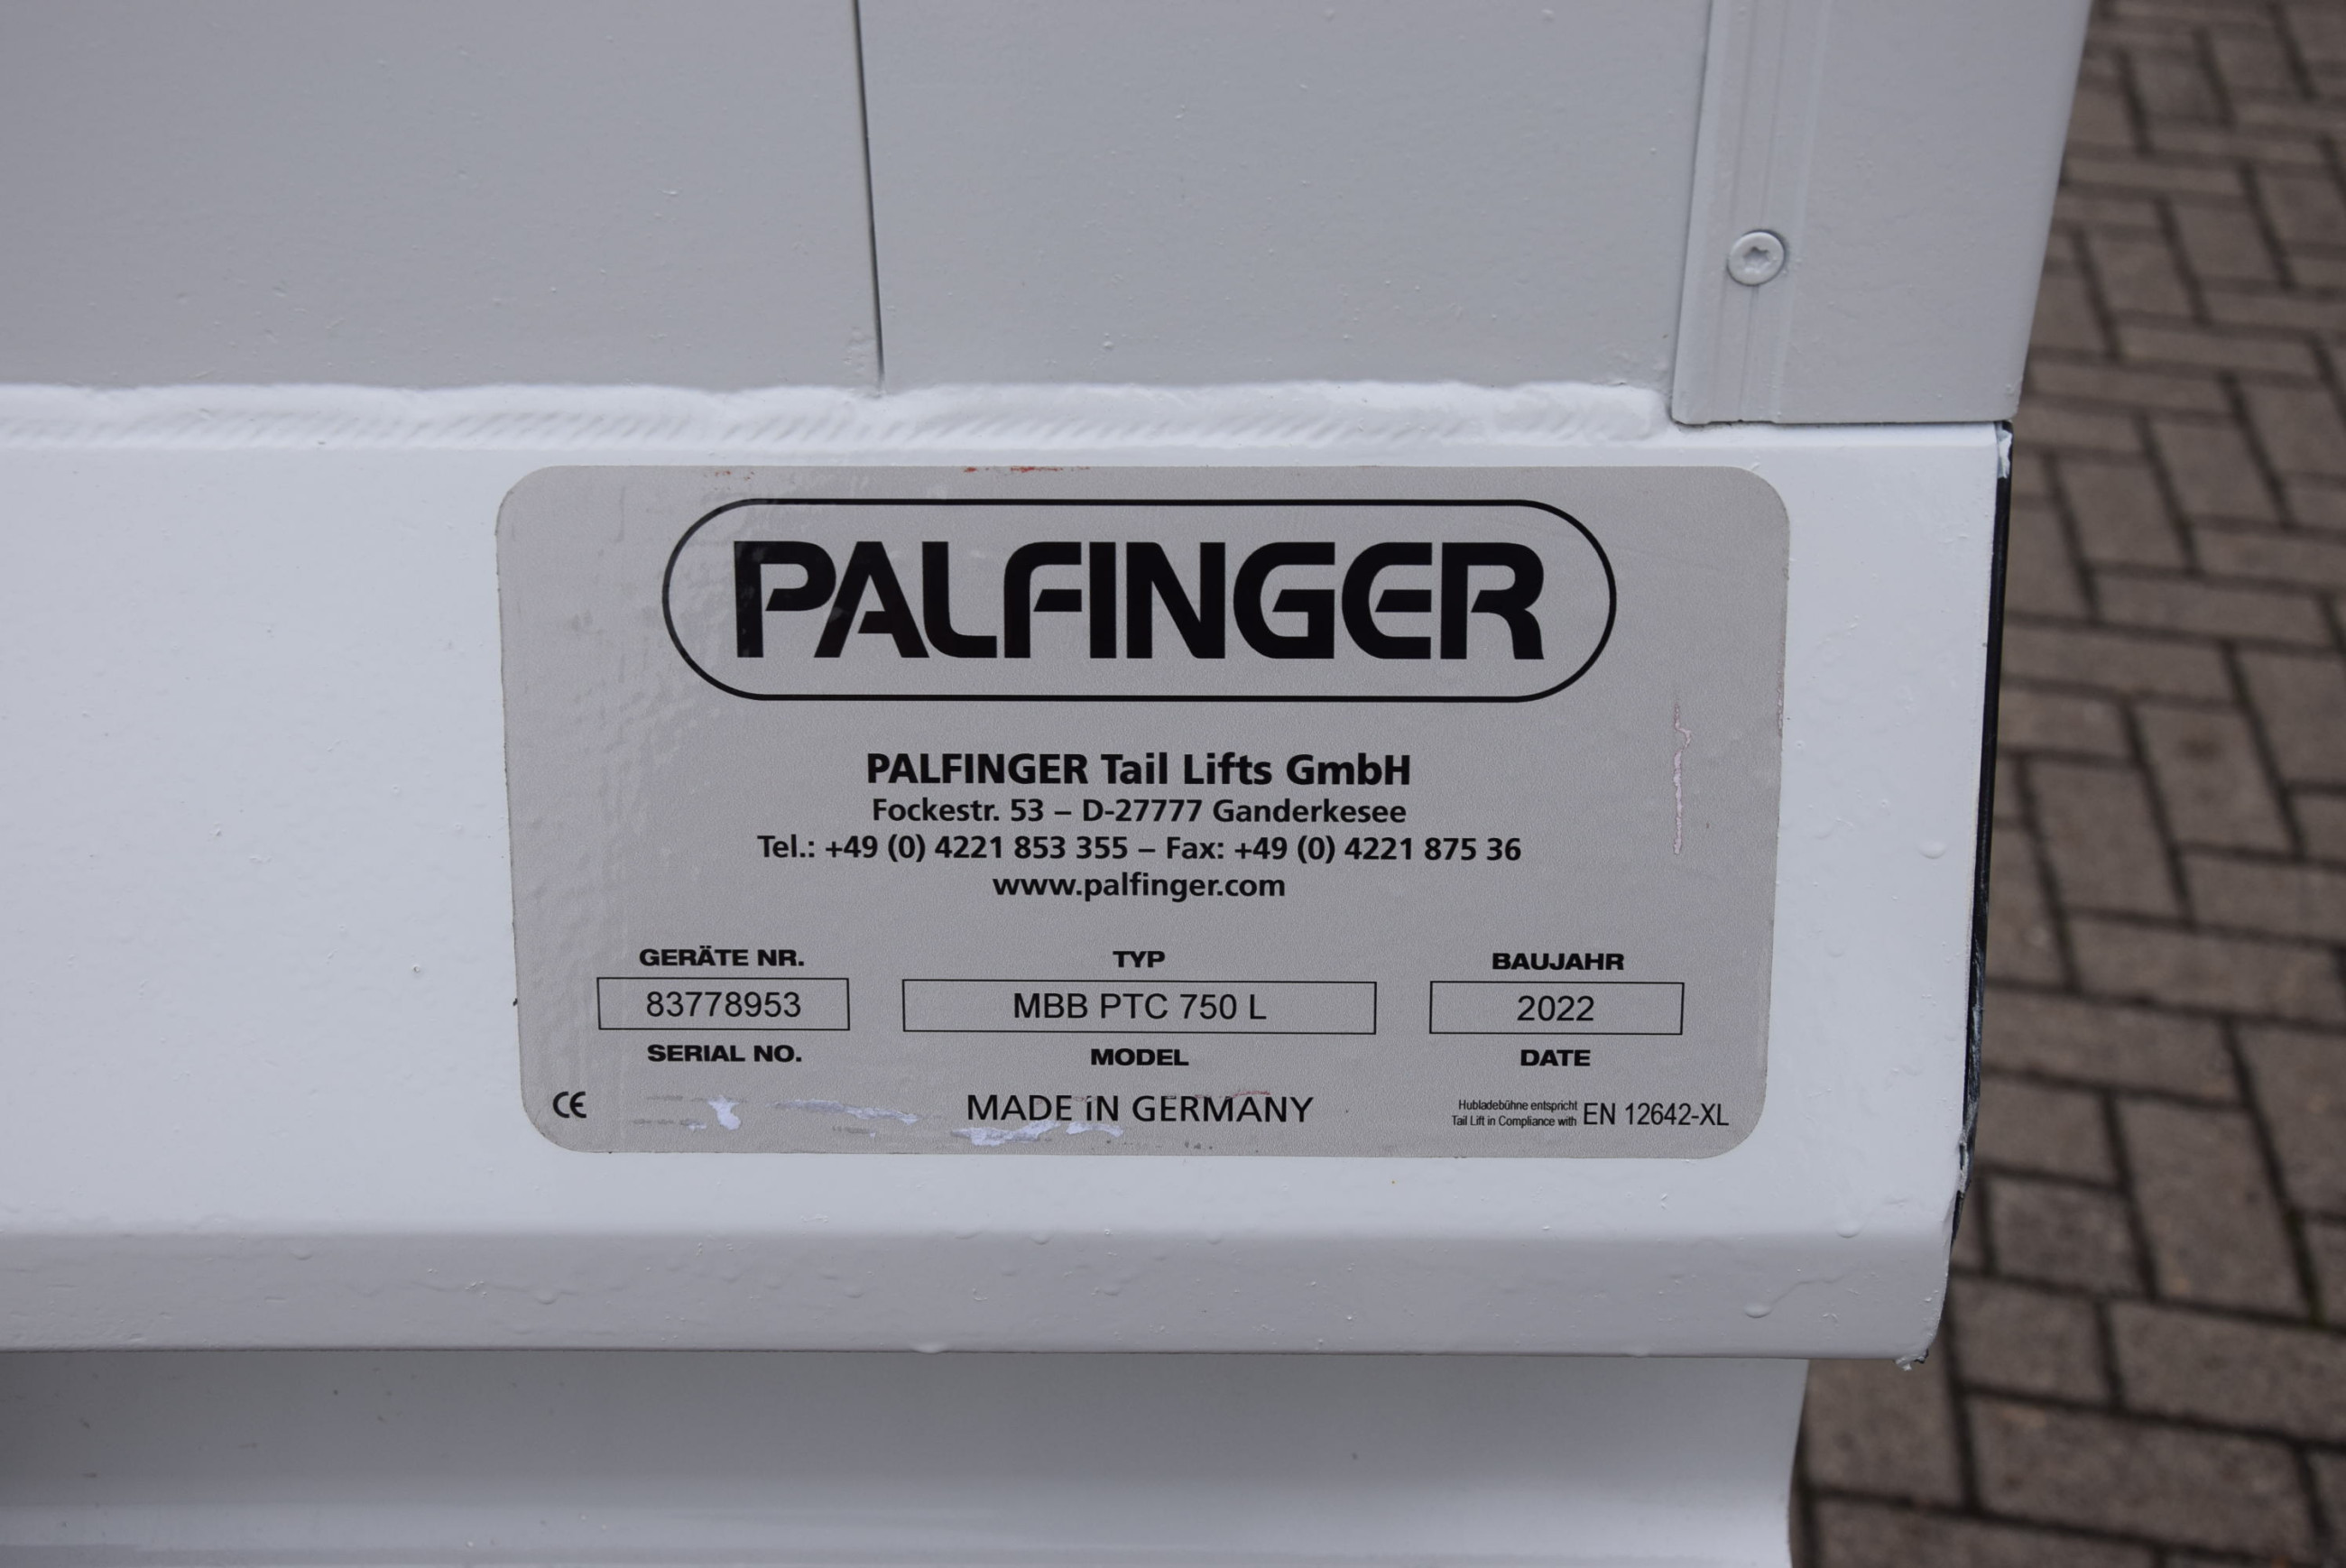 PALFINGER
PALFINGER Tail Lifts GmbH
Fockestr. 53 – D-27777 Ganderkesee
Tel.: +49 (0) 4221 853 355 – Fax: +49 (0) 4221 875 36
www.palfinger.com
GERÄTE NR. TYP BAUJAHR
83778953 MBB PTC 750 L 2022
SERIAL NO. MODEL DATE
CE MADE IN GERMANY Hubladebühne entspricht
Tail Lift in Compliance with EN 12642-XL